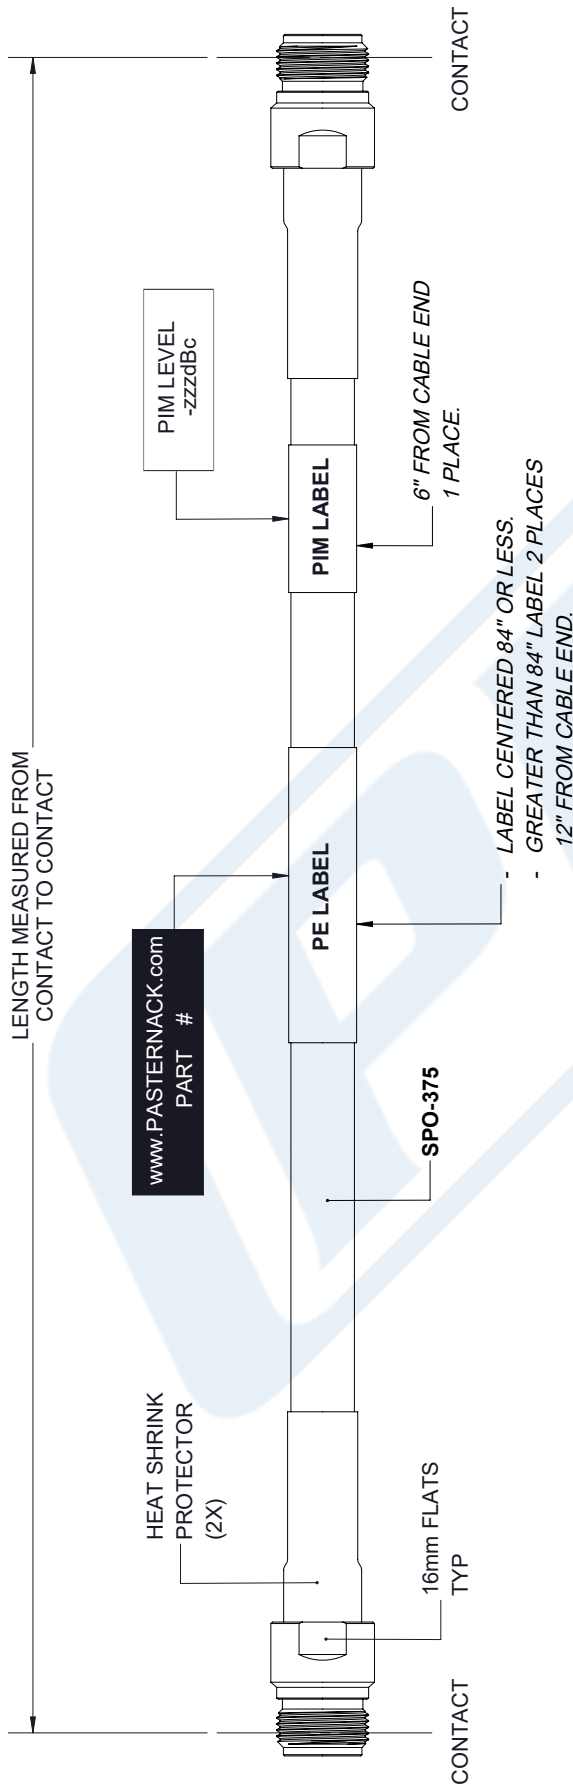 LENGTH MEASURED FROM
CONTACT TO CONTACT
HEAT SHRINK
PROTECTOR
(2X)
www.PASTERNACK.com
PART #
PIM LEVEL
-zzzdBc
PE LABEL
PIM LABEL
CONTACT
16mm FLATS
TYP
SPO-375
- LABEL CENTERED 84" OR LESS.
- GREATER THAN 84" LABEL 2 PLACES
12" FROM CABLE END.
6" FROM CABLE END
1 PLACE.
CONTACT